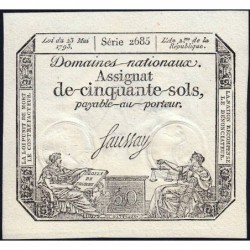 Loi du 23 Mai 1793.
Série 2685
L'An 2.me de la République.
Domaines nationaux.
Assignat
de cinquante sols,
payable au porteur.
Saussay
LA LOI PUNIT DE MORT LE CONTREFACTEUR.
LA NATION RÉCOMPENSE LE DÉNONCIATEUR.
50